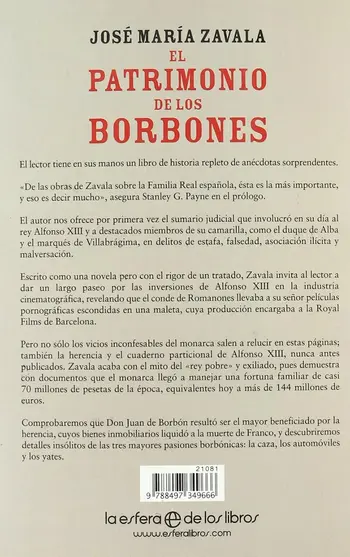 JOSÉ MARÍA ZAVALA
EL
PATRIMONIO
DE LOS
BORBONES
El lector tiene en sus manos un libro de historia repleto de anécdotas sorprendentes.
«De las obras de Zavala sobre la Familia Real española, ésta es la más importante,
y eso es decir mucho», asegura Stanley G. Payne en el prólogo.
El autor nos ofrece por primera vez el sumario judicial que involucró en su día al
rey Alfonso XIII y a destacados miembros de su camarilla, como el duque de Alba
y el marqués de Villabrágima, en delitos de estafa, falsedad, asociación ilícita y
malversación.
Escrito como una novela pero con el rigor de un tratado, Zavala invita al lector a
dar un largo paseo por las inversiones de Alfonso XIII en la industria
cinematográfica, revelando que el conde de Romanones llevaba a su señor películas
pornográficas escondidas en una maleta, cuya producción encargaba a la Royal
Films de Barcelona.
Pero no sólo los vicios inconfesables del monarca salen a relucir en estas páginas;
también la herencia y el cuaderno particional de Alfonso XIII, nunca antes
publicados. Zavala acaba con el mito del «rey pobre» y exiliado, pues demuestra
con documentos que el monarca llegó a manejar una fortuna familiar de casi
70 millones de pesetas de la época, equivalentes hoy a más de 144 millones de
euros.
Comprobaremos que Don Juan de Borbón resultó ser el mayor beneficiado por la
herencia, cuyos bienes inmobiliarios liquidó a la muerte de Franco, y descubriremos
detalles insólitos de las tres mayores pasiones borbónicas: la caza, los automóviles
y los yates.
21081
9 788497 349666
la esfera de los libros
www.esferalibros.com